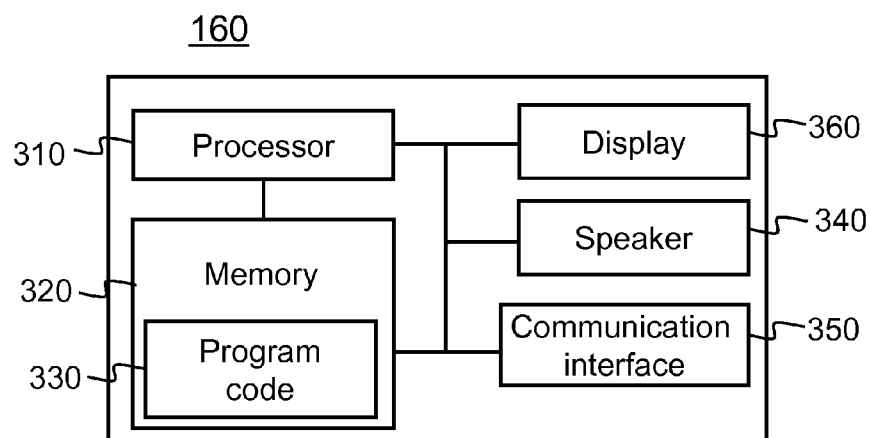 160
310
Processor
Display
360
Speaker
340
320
Memory
330
Program
code
Communication
interface
350